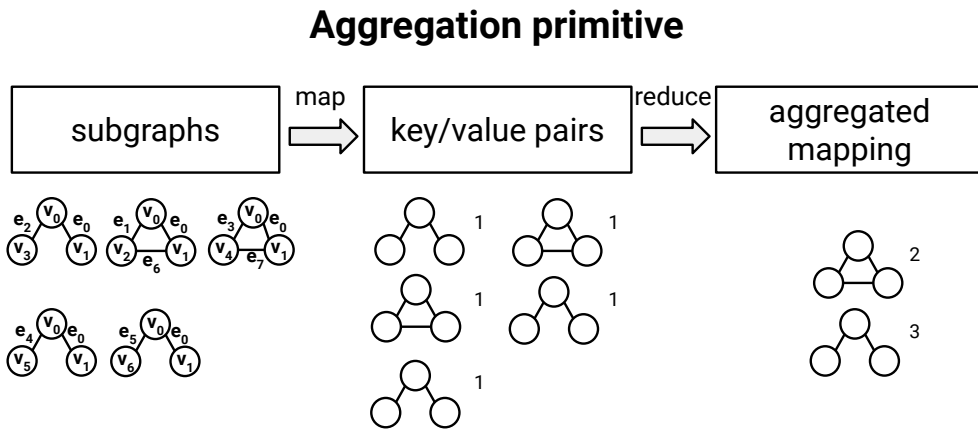 Aggregation primitive
subgraphs
map
key/value pairs
reduce
aggregated
mapping
e2 v0 e0
v3 v1
e1 v0 e0
v2 v1
e6
e3 v0 e0
v4 v1
e7
e4 v0 e0
v5 v1
e5 v0 e0
v6 v1
1
1
1
1
1
2
3